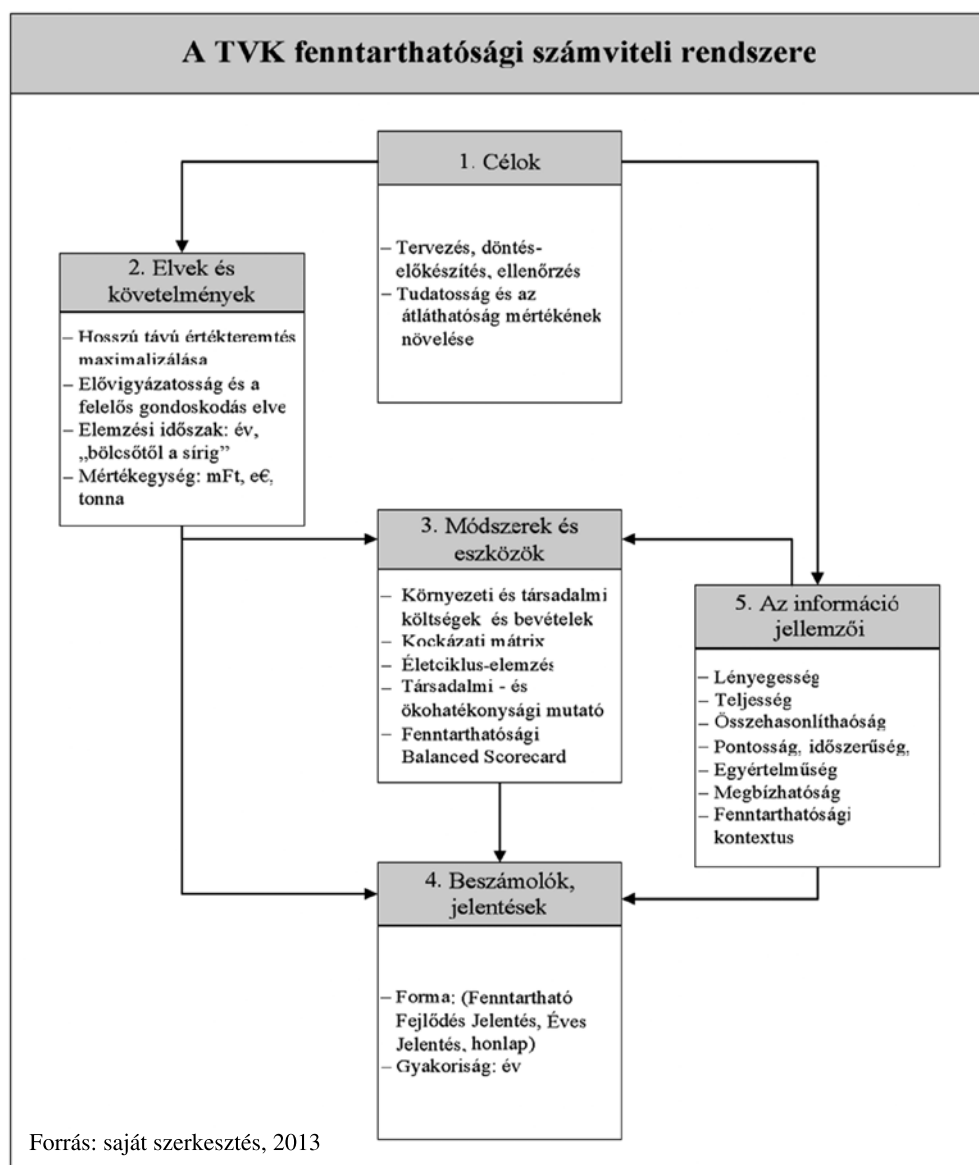 A TVK fenntarthatósági számviteli rendszere
1. Célok
– Tervezés, döntés-
előkészítés, ellenőrzés
– Tudatosság és az
átláthatóság mértékének
növelése
2. Elvek és
követelmények
– Hosszú távú értékteremtés
maximalizálása
– Elővigyázatosság és a
felelős gondoskodás elve
– Elemzési időszak: év,
„bölcsőtől a sírig”
– Mértékegység: mFt, e€,
tonna
3. Módszerek és
eszközök
– Környezeti és társadalmi
költségek és bevételek
– Kockázati mátrix
– Életciklus-elemzés
– Társadalmi - és
ökohatékonysági mutató
– Fenntarthatósági
Balanced Scorecard
5. Az információ
jellemzői
– Lényegesség
– Teljesség
– Összehasonlíthaóság
– Pontosság, időszerűség,
– Egyértelműség
– Megbízhatóság
– Fenntarthatósági
kontextus
4. Beszámolók,
jelentések
– Forma: (Fenntartható
Fejlődés Jelentés, Éves
Jelentés, honlap)
– Gyakoriság: év
Forrás: saját szerkesztés, 2013